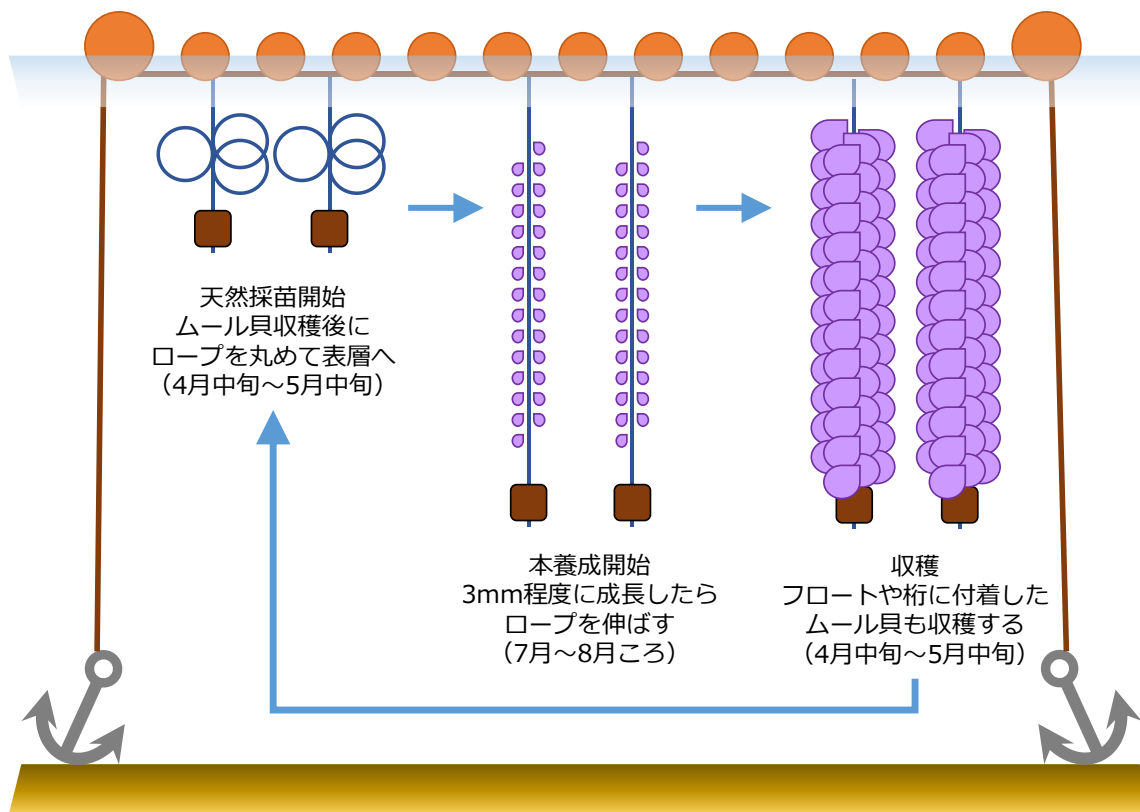 天然採苗開始
ムール貝収穫後に
ロープを丸めて表層へ
（4月中旬～5月中旬）
本養成開始
3mm程度に成長したら
ロープを伸ばす
（7月～8月ころ）
収穫
フロートや桁に付着した
ムール貝も収穫する
（4月中旬～5月中旬）